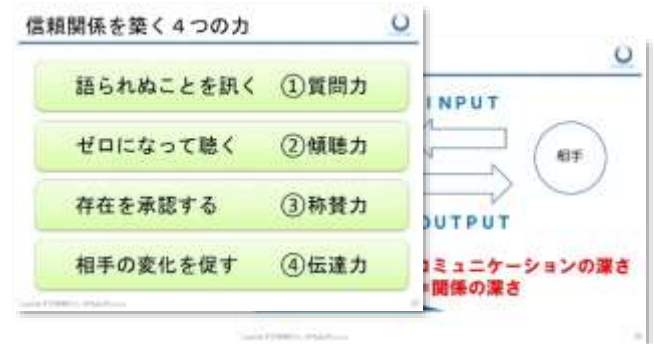 信頼関係を築く4つの力
語られぬことを訊く ①質問力
ゼロになって聴く ②傾聴力
存在を承認する ③称賛力
相手の変化を促す ④伝達力
INPUT
相手
OUTPUT
コミュニケーションの深さ
関係の深さ